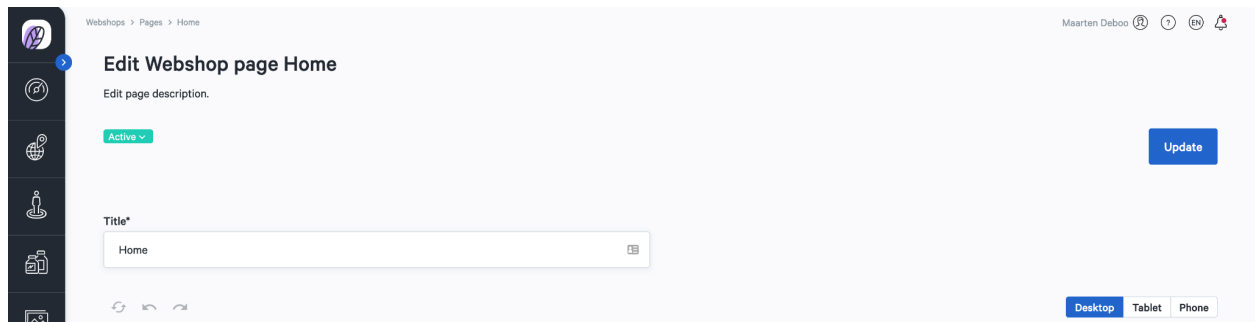 Webshops > Pages > Home
Maarten Deboo ? EN
Edit Webshop page Home
Edit page description.
Active
Update
Title*
Home
Desktop Tablet Phone